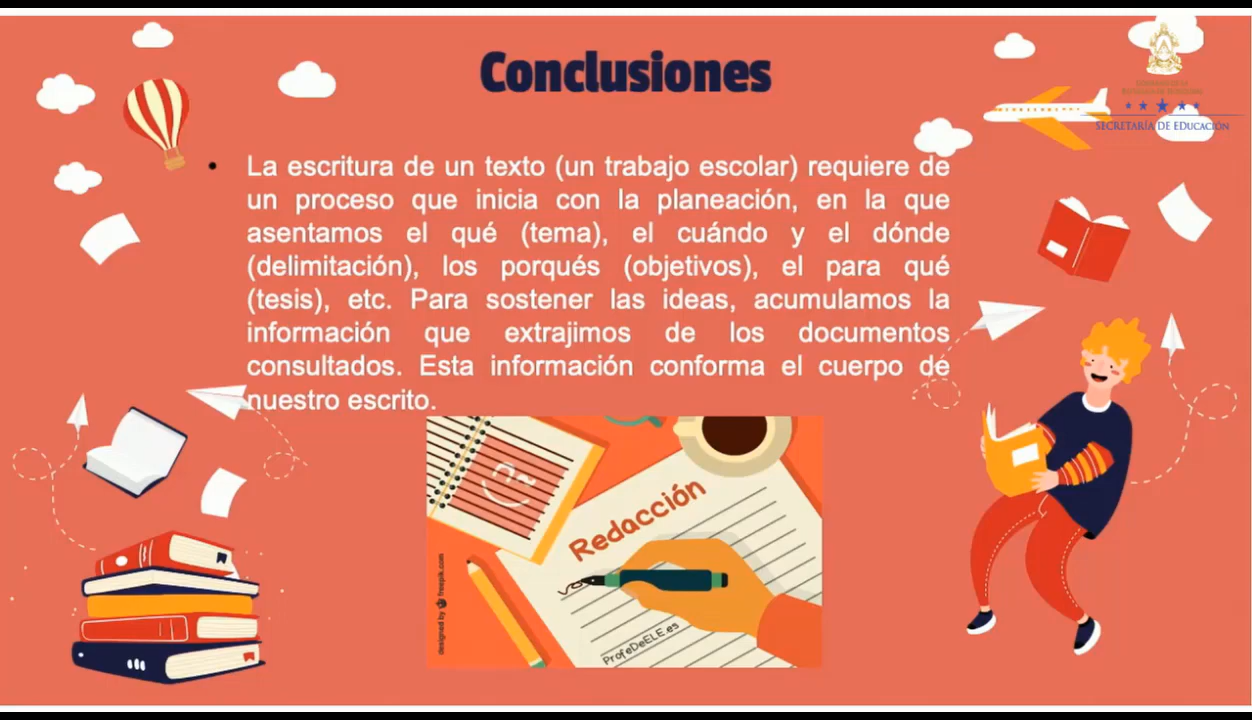 Conclusiones
SECRETARÍA DE EDUCACIÓN
• La escritura de un texto (un trabajo escolar) requiere de
un proceso que inicia con la planeación, en la que
asentamos el qué (tema), el cuándo y el dónde
(delimitación), los porqués (objetivos), el para qué
(tesis), etc. Para sostener las ideas, acumulamos la
información que extrajimos de los documentos
consultados. Esta información conforma el cuerpo de
nuestro escrito.
Redacción
designed by freepik.com
ProfeDeELE.es